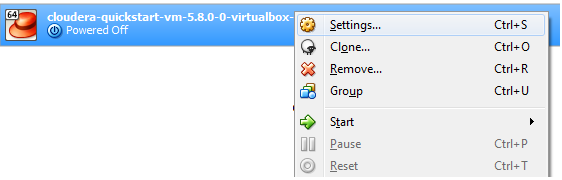 64
cloudera-quickstart-vm-5.8.0-0-virtualbox-
Powered Off
Settings... Ctrl+S
Clone... Ctrl+O
Remove... Ctrl+R
Group Ctrl+U
Start
Pause Ctrl+P
Reset Ctrl+T